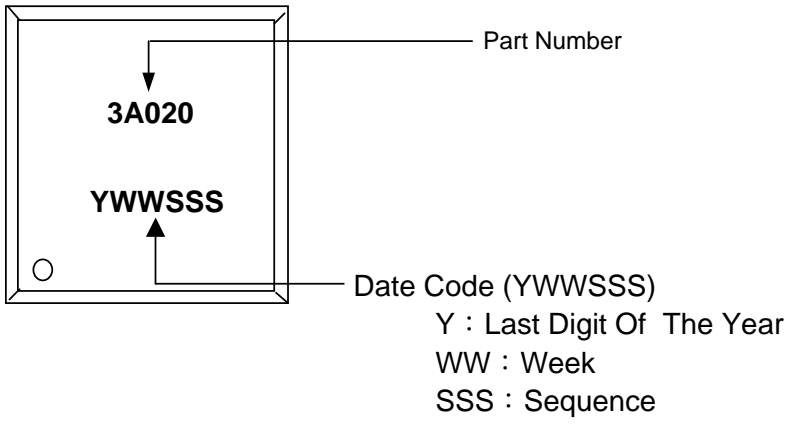 Part Number
3A020
YWWSSS
Date Code (YWWSSS)
Y：Last Digit Of The Year
WW：Week
SSS：Sequence